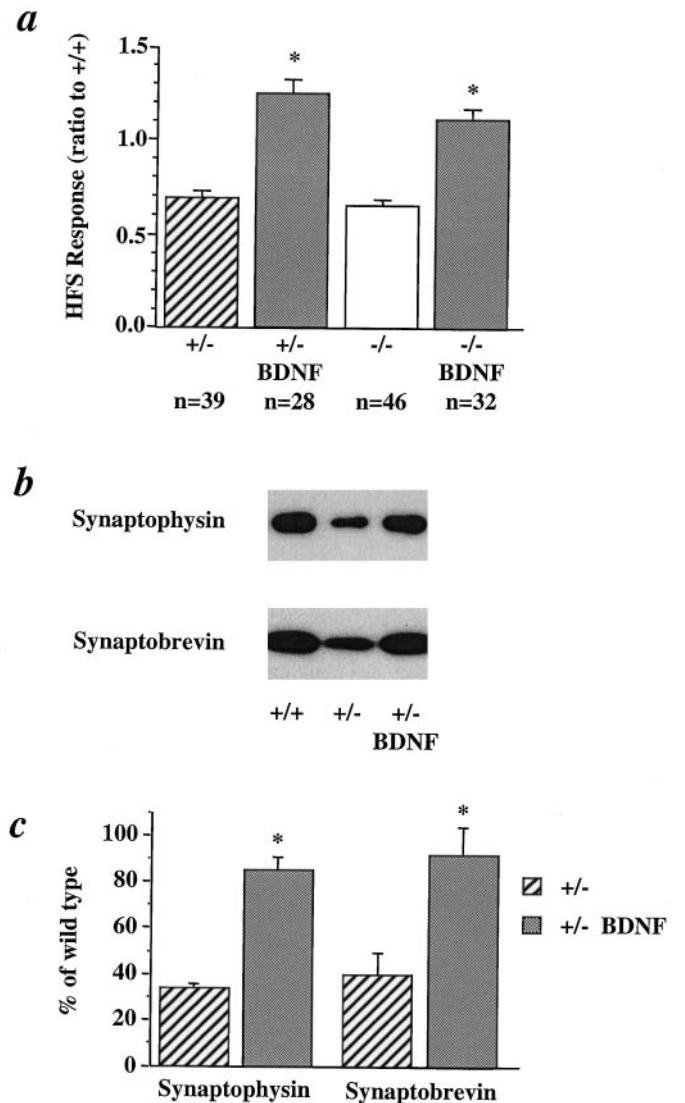 a
HFS Response (ratio to +/+)
1.5
1.0
0.5
0.0
* *
+/- +/- -/- -/-
BDNF BDNF
n=39 n=28 n=46 n=32
b
Synaptophysin
Synaptobrevin
+/+ +/- +/-
BDNF
c
% of wild type
100
80
60
40
20
0
* *
+/-
+/- BDNF
Synaptophysin Synaptobrevin